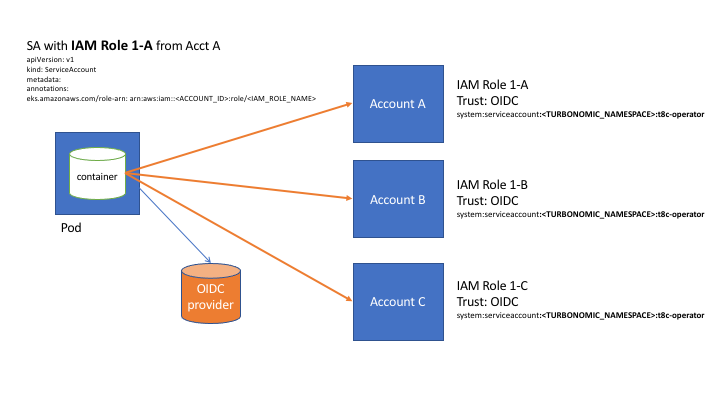 SA with IAM Role 1-A from Acct A
apiVersion: v1
kind: ServiceAccount
metadata:
annotations:
eks.amazonaws.com/role-arn: arn:aws:iam::<ACCOUNT_ID>:role/<IAM_ROLE_NAME>
container
Pod
OIDC
provider
Account A
IAM Role 1-A
Trust: OIDC
system:serviceaccount:<TURBONOMIC_NAMESPACE>:t8c-operator
Account B
IAM Role 1-B
Trust: OIDC
system:serviceaccount:<TURBONOMIC_NAMESPACE>:t8c-operator
Account C
IAM Role 1-C
Trust: OIDC
system:serviceaccount:<TURBONOMIC_NAMESPACE>:t8c-operator